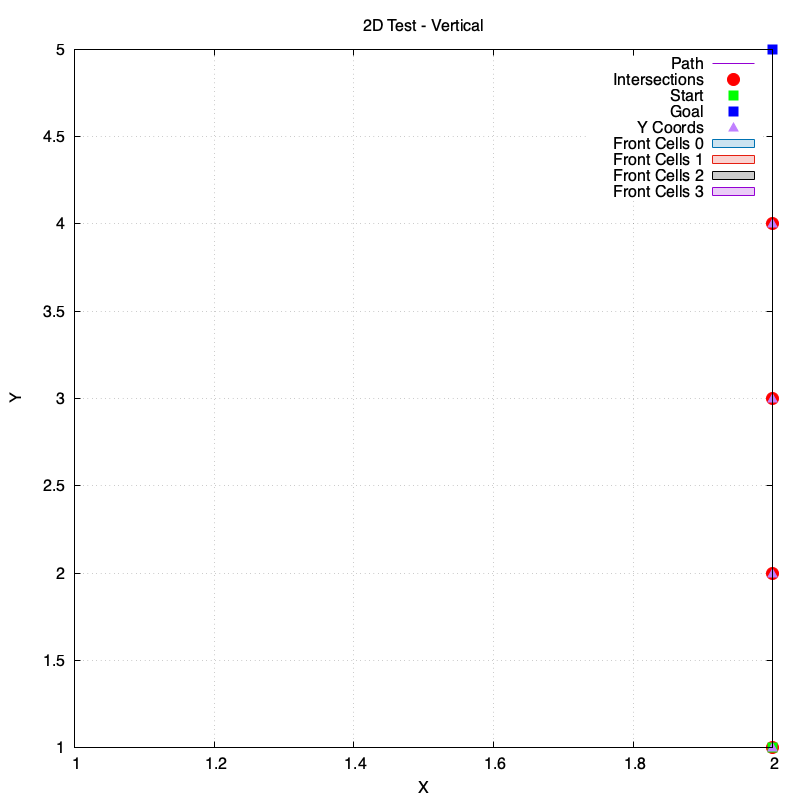 2D Test - Vertical
5
4.5
4
3.5
3
2.5
2
1.5
1
Y
Path
Intersections
Start
Goal
Y Coords
Front Cells 0
Front Cells 1
Front Cells 2
Front Cells 3
1 1.2 1.4 1.6 1.8 2
X